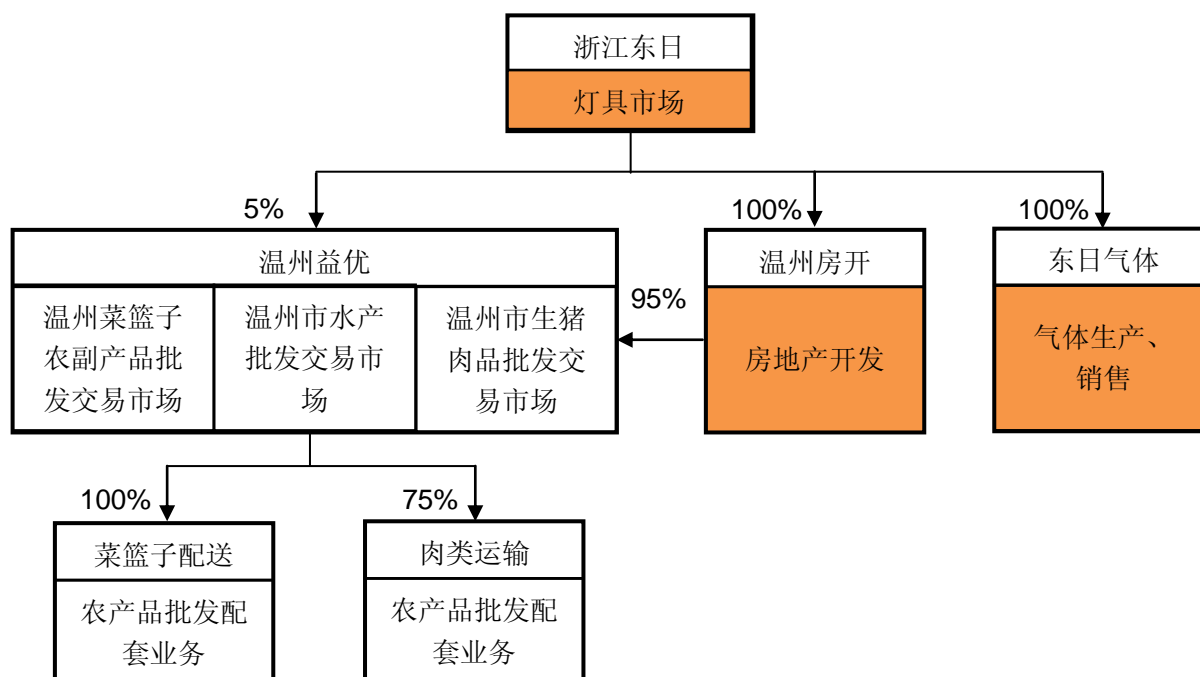 浙江东日
灯具市场
5%
100%
100%
温州益优
温州菜篮子
农副产品批
发交易市场
温州市水产
批发交易市
场
温州市生猪
肉品批发交
易市场
95%
温州房开
房地产开发
东日气体
气体生产、
销售
100%
75%
菜篮子配送
农产品批发配
套业务
肉类运输
农产品批发配
套业务